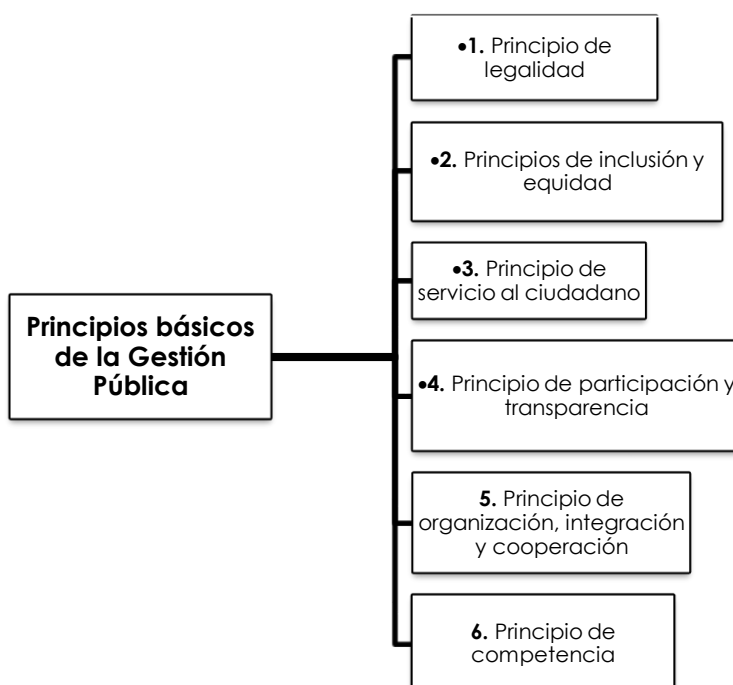 Principios básicos
de la Gestión
Pública
•1. Principio de
legalidad
•2. Principios de inclusión y
equidad
•3. Principio de
servicio al ciudadano
•4. Principio de participación y
transparencia
5. Principio de
organización, integración
y cooperación
6. Principio de
competencia